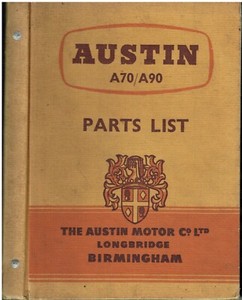 AUSTIN
A70/A90
PARTS LIST
THE AUSTIN MOTOR CO LTD
LONGBRIDGE
BIRMINGHAM